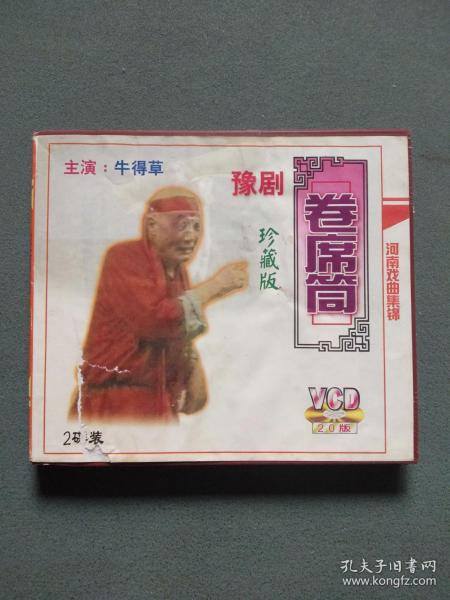 主演：牛得草
豫剧
珍藏版
卷席筒
河南戏曲集锦
VCD
2.0版
2碟装
孔夫子旧书网
www.kongfz.com